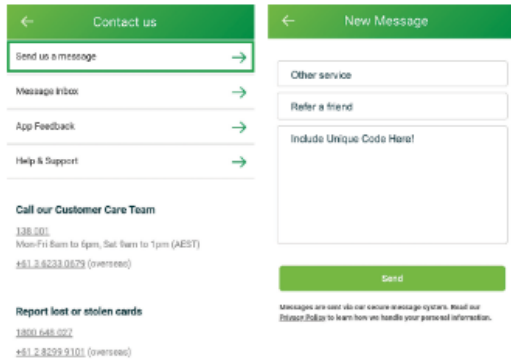 Contact us
Send us a message
Message Inbox
App Feedback
Help & Support
Call our Customer Care Team
138 001
Mon-Fri 8am to 6pm, Sat 9am to 1pm (AEST)
+61 3 6233 0679 (overseas)
Report lost or stolen cards
1800 648 027
+61 2 8299 9101 (overseas)
New Message
Other service
Refer a friend
Include Unique Code Here!
Send
Messages are sent via our secure message system. Read our
Privacy Policy to learn how we handle your personal information.